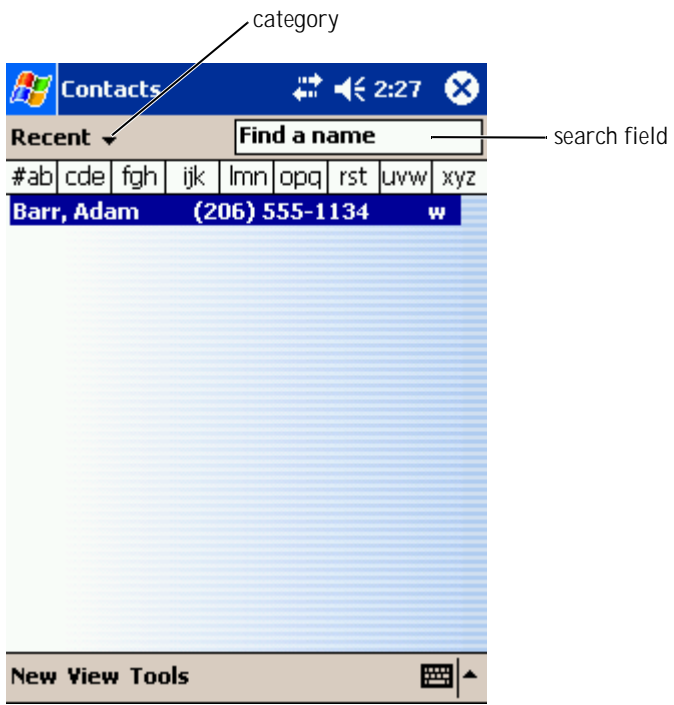 category
Contacts 2:27
Recent Find a name
search field
#ab cde fgh ijk lmn opq rst uvw xyz
Barr, Adam (206) 555-1134 w
New View Tools